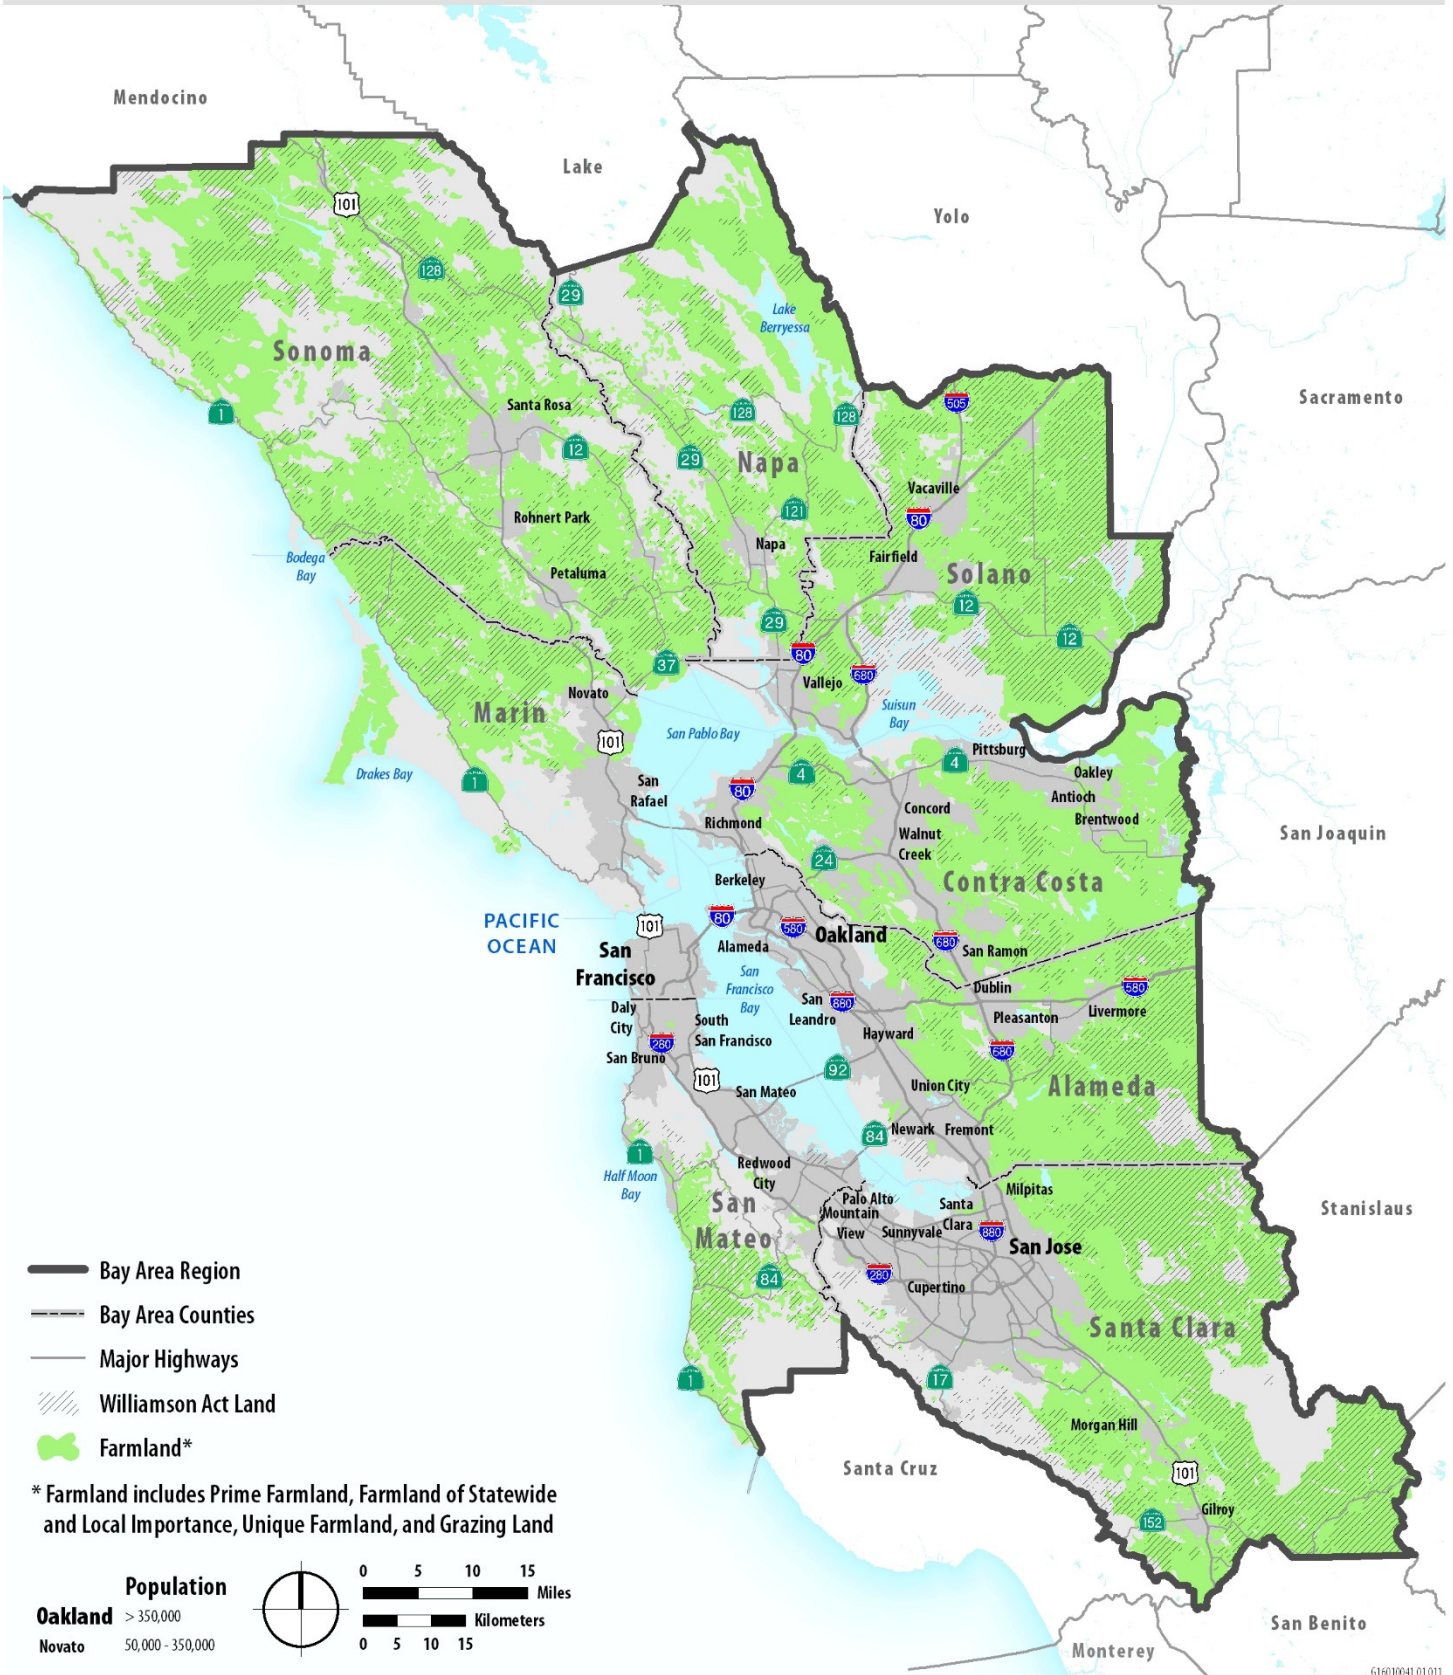 Mendocino
Lake
Yolo
101
128
29
Lake
Berryessa
Sonoma
505
Sacramento
1
Santa Rosa
128
128
12
29
Napa
Vacaville
121
80
Rohnert Park
Napa
Fairfield
Bodega
Bay
Petaluma
Solano
12
29
12
37
80
680
Vallejo
Novato
Marin
Suisun
Bay
San Pablo Bay
101
Pittsburg
4
4
Drakes Bay
1
San
Rafael
80
Oakley
Antioch
Concord
Brentwood
Richmond
Walnut
Creek
San Joaquin
24
Berkeley
Contra Costa
PACIFIC
OCEAN
101
80
580
Oakland
680
San
Francisco
Alameda
San Ramon
San
Francisco
Bay
Dublin
580
Daly
City
San
Leandro
880
Livermore
South
San Francisco
Pleasanton
280
Hayward
San Bruno
680
92
101
San Mateo
Union City
Alameda
84
Newark
Fremont
1
Half Moon
Bay
Redwood
City
Milpitas
San
Mateo
Palo Alto
Mountain
View
Santa
Clara
Sunnyvale
880
San Jose
Stanislaus
Bay Area Region
84
280
Cupertino
Bay Area Counties
Santa Clara
Major Highways
1
17
Williamson Act Land
Morgan Hill
Farmland*
Santa Cruz
101
* Farmland includes Prime Farmland, Farmland of Statewide
and Local Importance, Unique Farmland, and Grazing Land
152
Gilroy
0 5 10 15
Miles
Population
Oakland > 350,000
Kilometers
Novato 50,000 - 350,000
0 5 10 15
San Benito
Monterey
G16010041 01 013